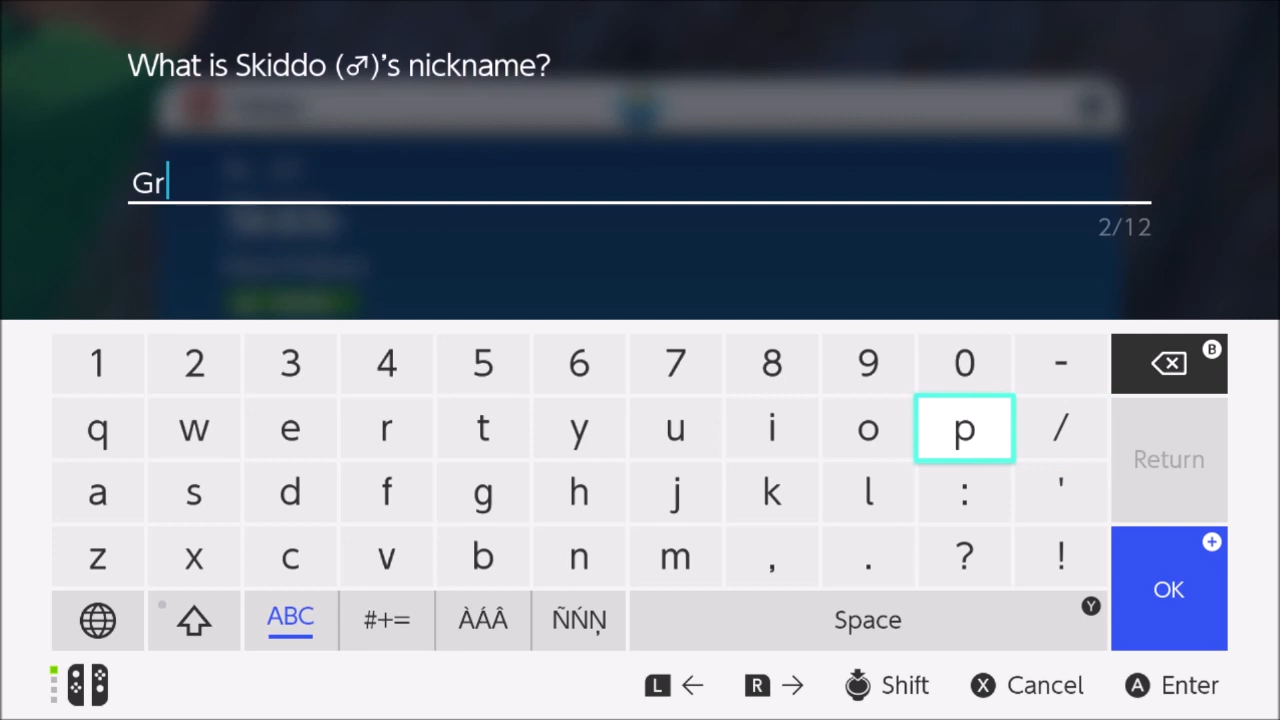 What is Skiddo (♂)'s nickname?
Gr
2/12
1 2 3 4 5 6 7 8 9 0 - B
q w e r t y u i o p / Return
a s d f g h j k l : '
z x c v b n m , . ? ! + OK
ABC #+= ÀÁÂ ÑŃŅ Space Y
L ← R → Shift X Cancel A Enter